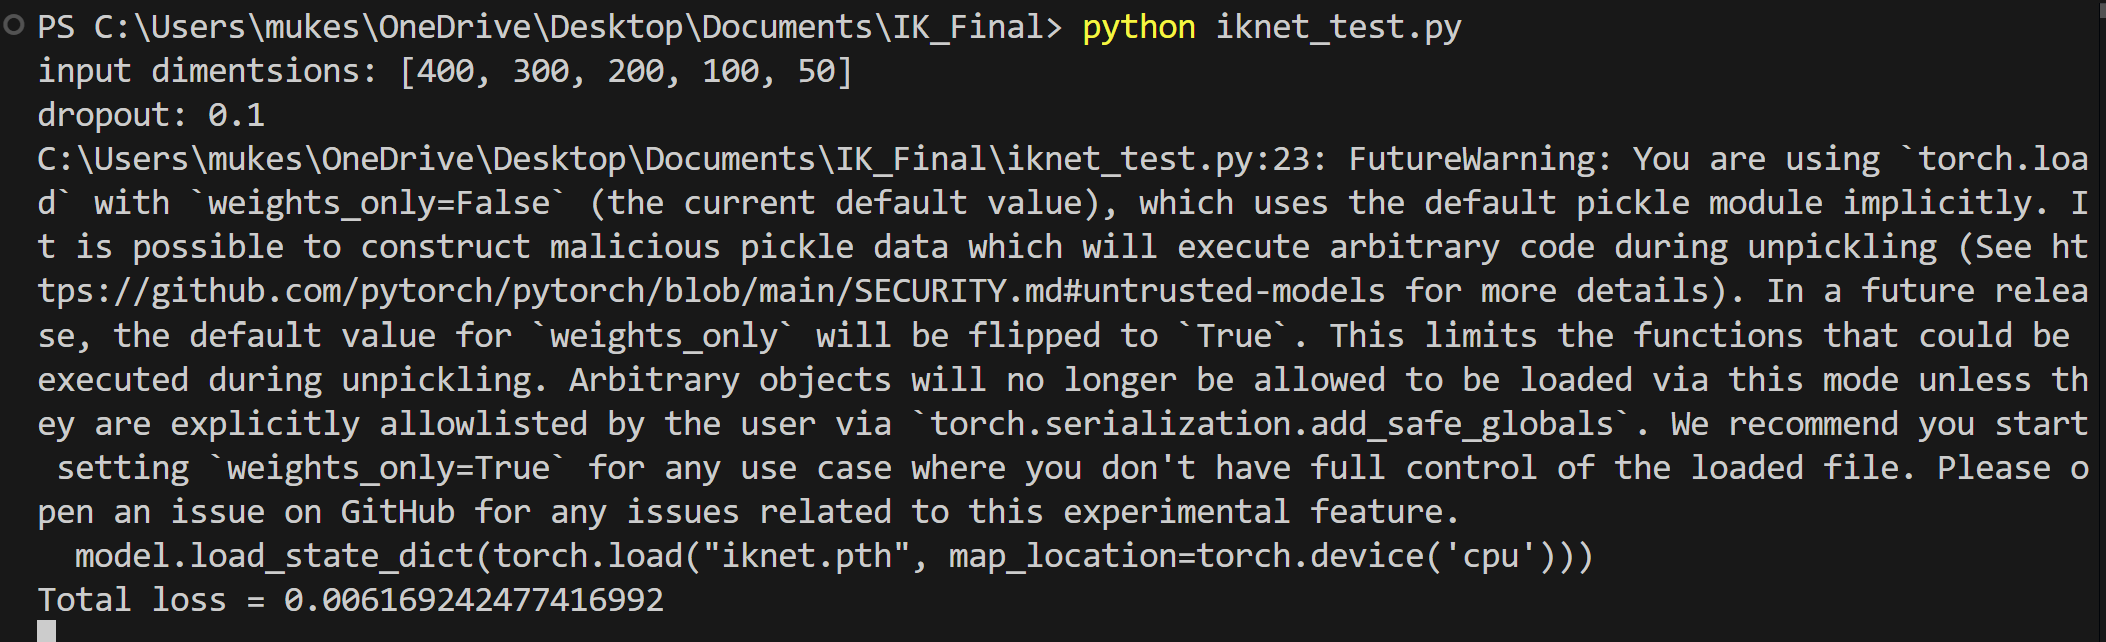 PS C:\Users\mukes\OneDrive\Desktop\Documents\IK_Final> python iknet_test.py
input dimentsions: [400, 300, 200, 100, 50]
dropout: 0.1
C:\Users\mukes\OneDrive\Desktop\Documents\IK_Final\iknet_test.py:23: FutureWarning: You are using `torch.loa
d` with `weights_only=False` (the current default value), which uses the default pickle module implicitly. I
t is possible to construct malicious pickle data which will execute arbitrary code during unpickling (See ht
tps://github.com/pytorch/pytorch/blob/main/SECURITY.md#untrusted-models for more details). In a future relea
se, the default value for `weights_only` will be flipped to `True`. This limits the functions that could be
executed during unpickling. Arbitrary objects will no longer be allowed to be loaded via this mode unless th
ey are explicitly allowlisted by the user via `torch.serialization.add_safe_globals`. We recommend you start
 setting `weights_only=True` for any use case where you don't have full control of the loaded file. Please o
pen an issue on GitHub for any issues related to this experimental feature.
  model.load_state_dict(torch.load("iknet.pth", map_location=torch.device('cpu')))
Total loss = 0.006169242477416992